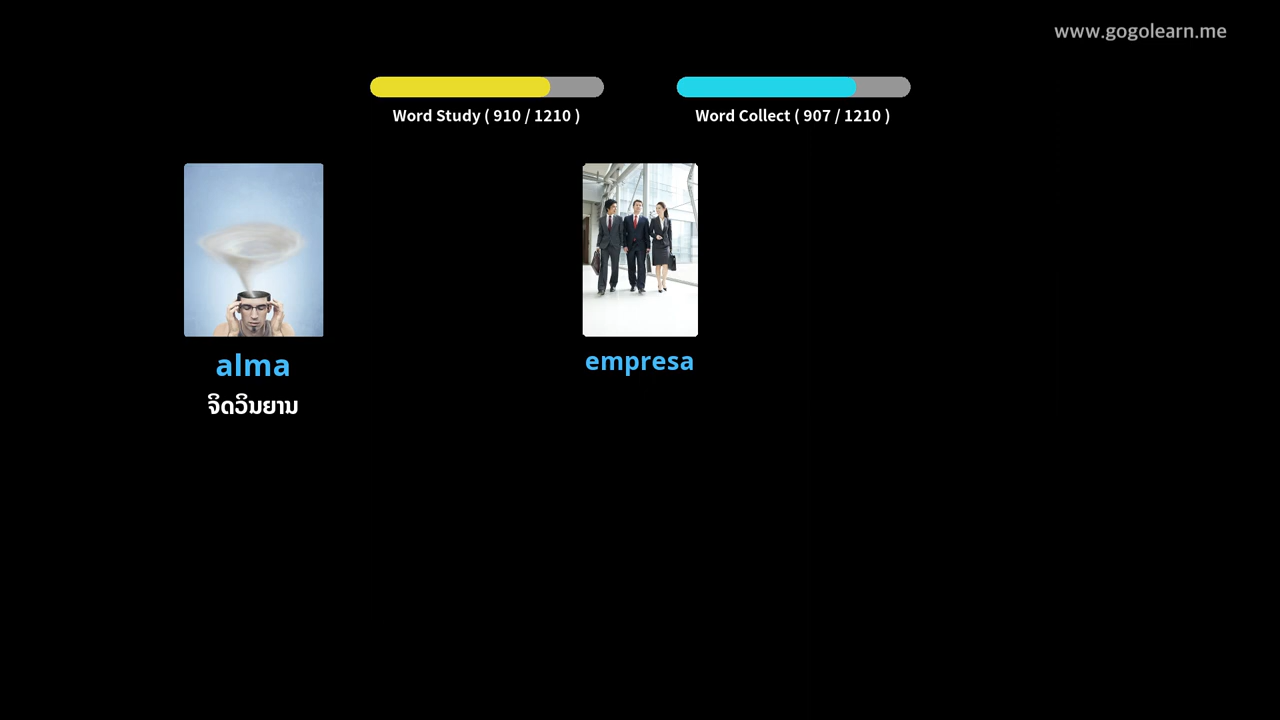 www.gogolearn.me
Word Study ( 910 / 1210 )
Word Collect ( 907 / 1210 )
alma
ຈິດວິນຍານ
empresa